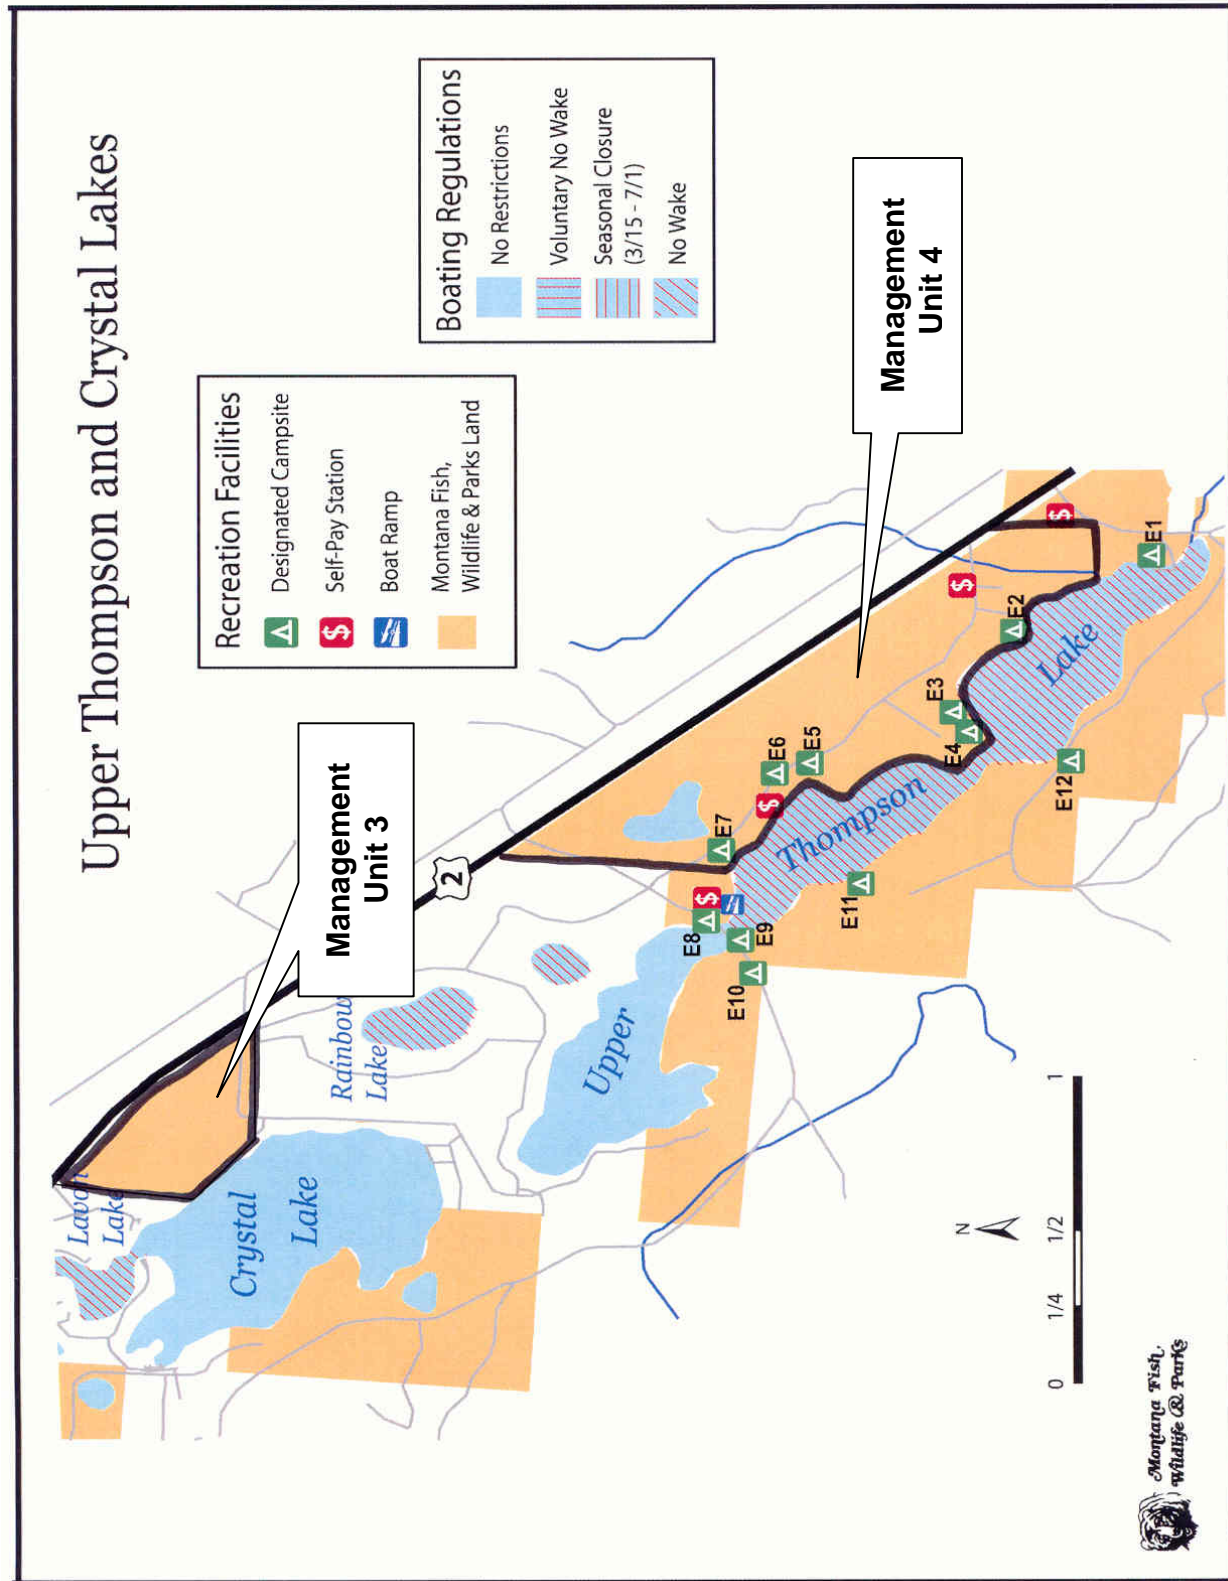 Upper Thompson and Crystal Lakes
Recreation Facilities
Designated Campsite
$
Self-Pay Station
Boat Ramp
Montana Fish,
Wildlife & Parks Land
Boating Regulations
No Restrictions
Voluntary No Wake
Seasonal Closure
(3/15 - 7/1)
No Wake
Management
Unit 3
Management
Unit 4
Lavon
Lake
Crystal
Lake
Rainbow
Lake
2
Upper
Thompson
Lake
E1
E2
E3
E4
E5
E6
E7
E8
E9
E10
E11
E12
$
$
$
$
N
0 1/4 1/2 1
Montana Fish,
Wildlife & Parks